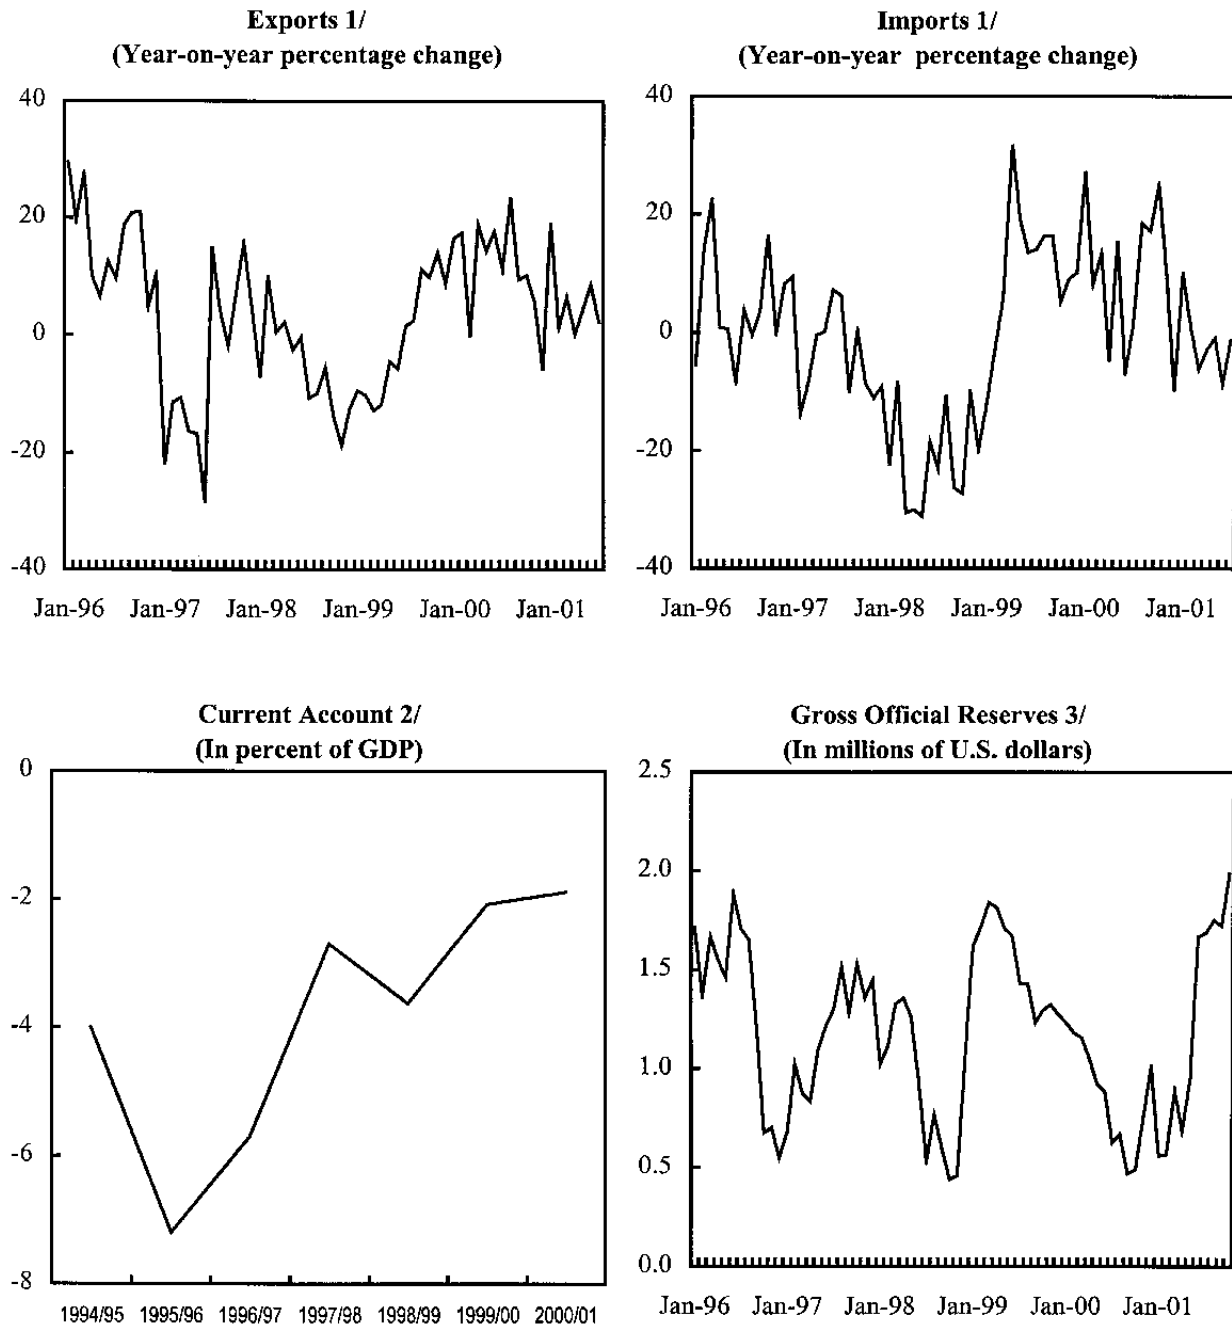 Exports 1/
(Year-on-year percentage change)
40
20
0
-20
-40
Jan-96 Jan-97 Jan-98 Jan-99 Jan-00 Jan-01
Imports 1/
(Year-on-year percentage change)
40
20
0
-20
-40
Jan-96 Jan-97 Jan-98 Jan-99 Jan-00 Jan-01
Current Account 2/
(In percent of GDP)
0
-2
-4
-6
-8
1994/95 1995/96 1996/97 1997/98 1998/99 1999/00 2000/01
Gross Official Reserves 3/
(In millions of U.S. dollars)
2.5
2.0
1.5
1.0
0.5
0.0
Jan-96 Jan-97 Jan-98 Jan-99 Jan-00 Jan-01